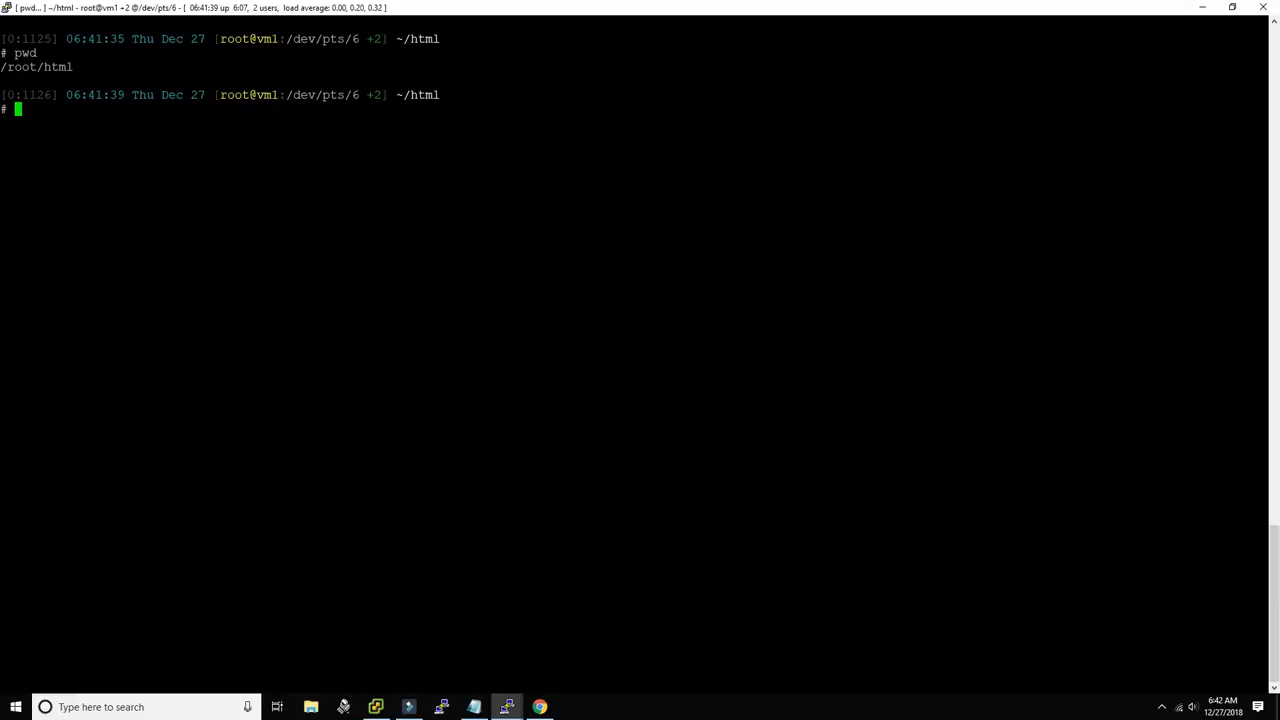 [ pwd... ] ~/html - root@vm1 +2 @/dev/pts/6 - [ 06:41:39 up 6:07, 2 users, load average: 0.00, 0.20, 0.32 ]
[0:1125] 06:41:35 Thu Dec 27 [root@vm1:/dev/pts/6 +2] ~/html
# pwd
/root/html
[0:1126] 06:41:39 Thu Dec 27 [root@vm1:/dev/pts/6 +2] ~/html
#
Type here to search
6:42 AM
12/27/2018